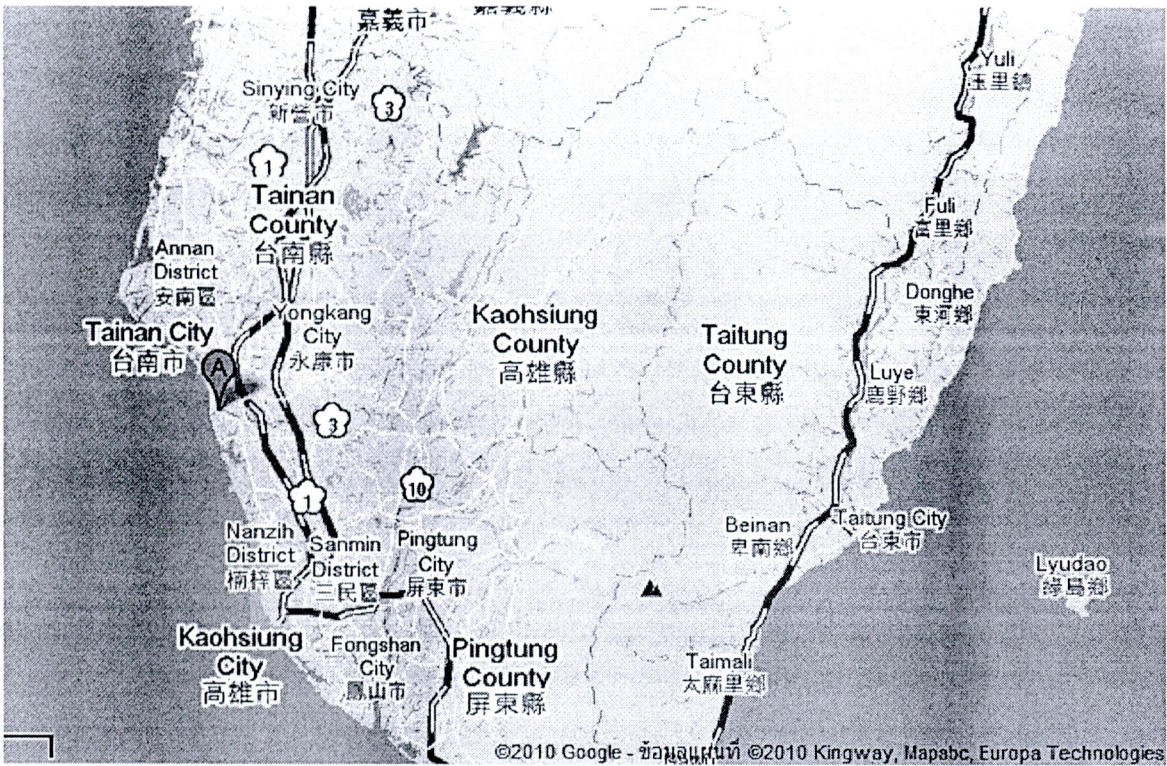 嘉義市
嘉義縣
Yuli
玉里鎮
Sinying City
新營市
3
1
Tainan
County
台南縣
Fuli
富里鄉
Annan
District
安南區
Donghe
東河鄉
Yongkang
City
永康市
Kaohsiung
County
高雄縣
Tainan City
台南市
Taitung
County
台東縣
A
Luye
鹿野鄉
3
10
1
Nanzih
District
楠梓區
Sanmin
District
三民區
Pingtung
City
屏東市
Beinan
卑南鄉
Taitung City
台東市
Lyudao
綠島鄉
Kaohsiung
City
高雄市
Fongshan
City
鳳山市
Pingtung
County
屏東縣
Taimali
太麻里鄉
©2010 Google - ข้อมูลแผนที่ ©2010 Kingway, Mapabc, Europa Technologies